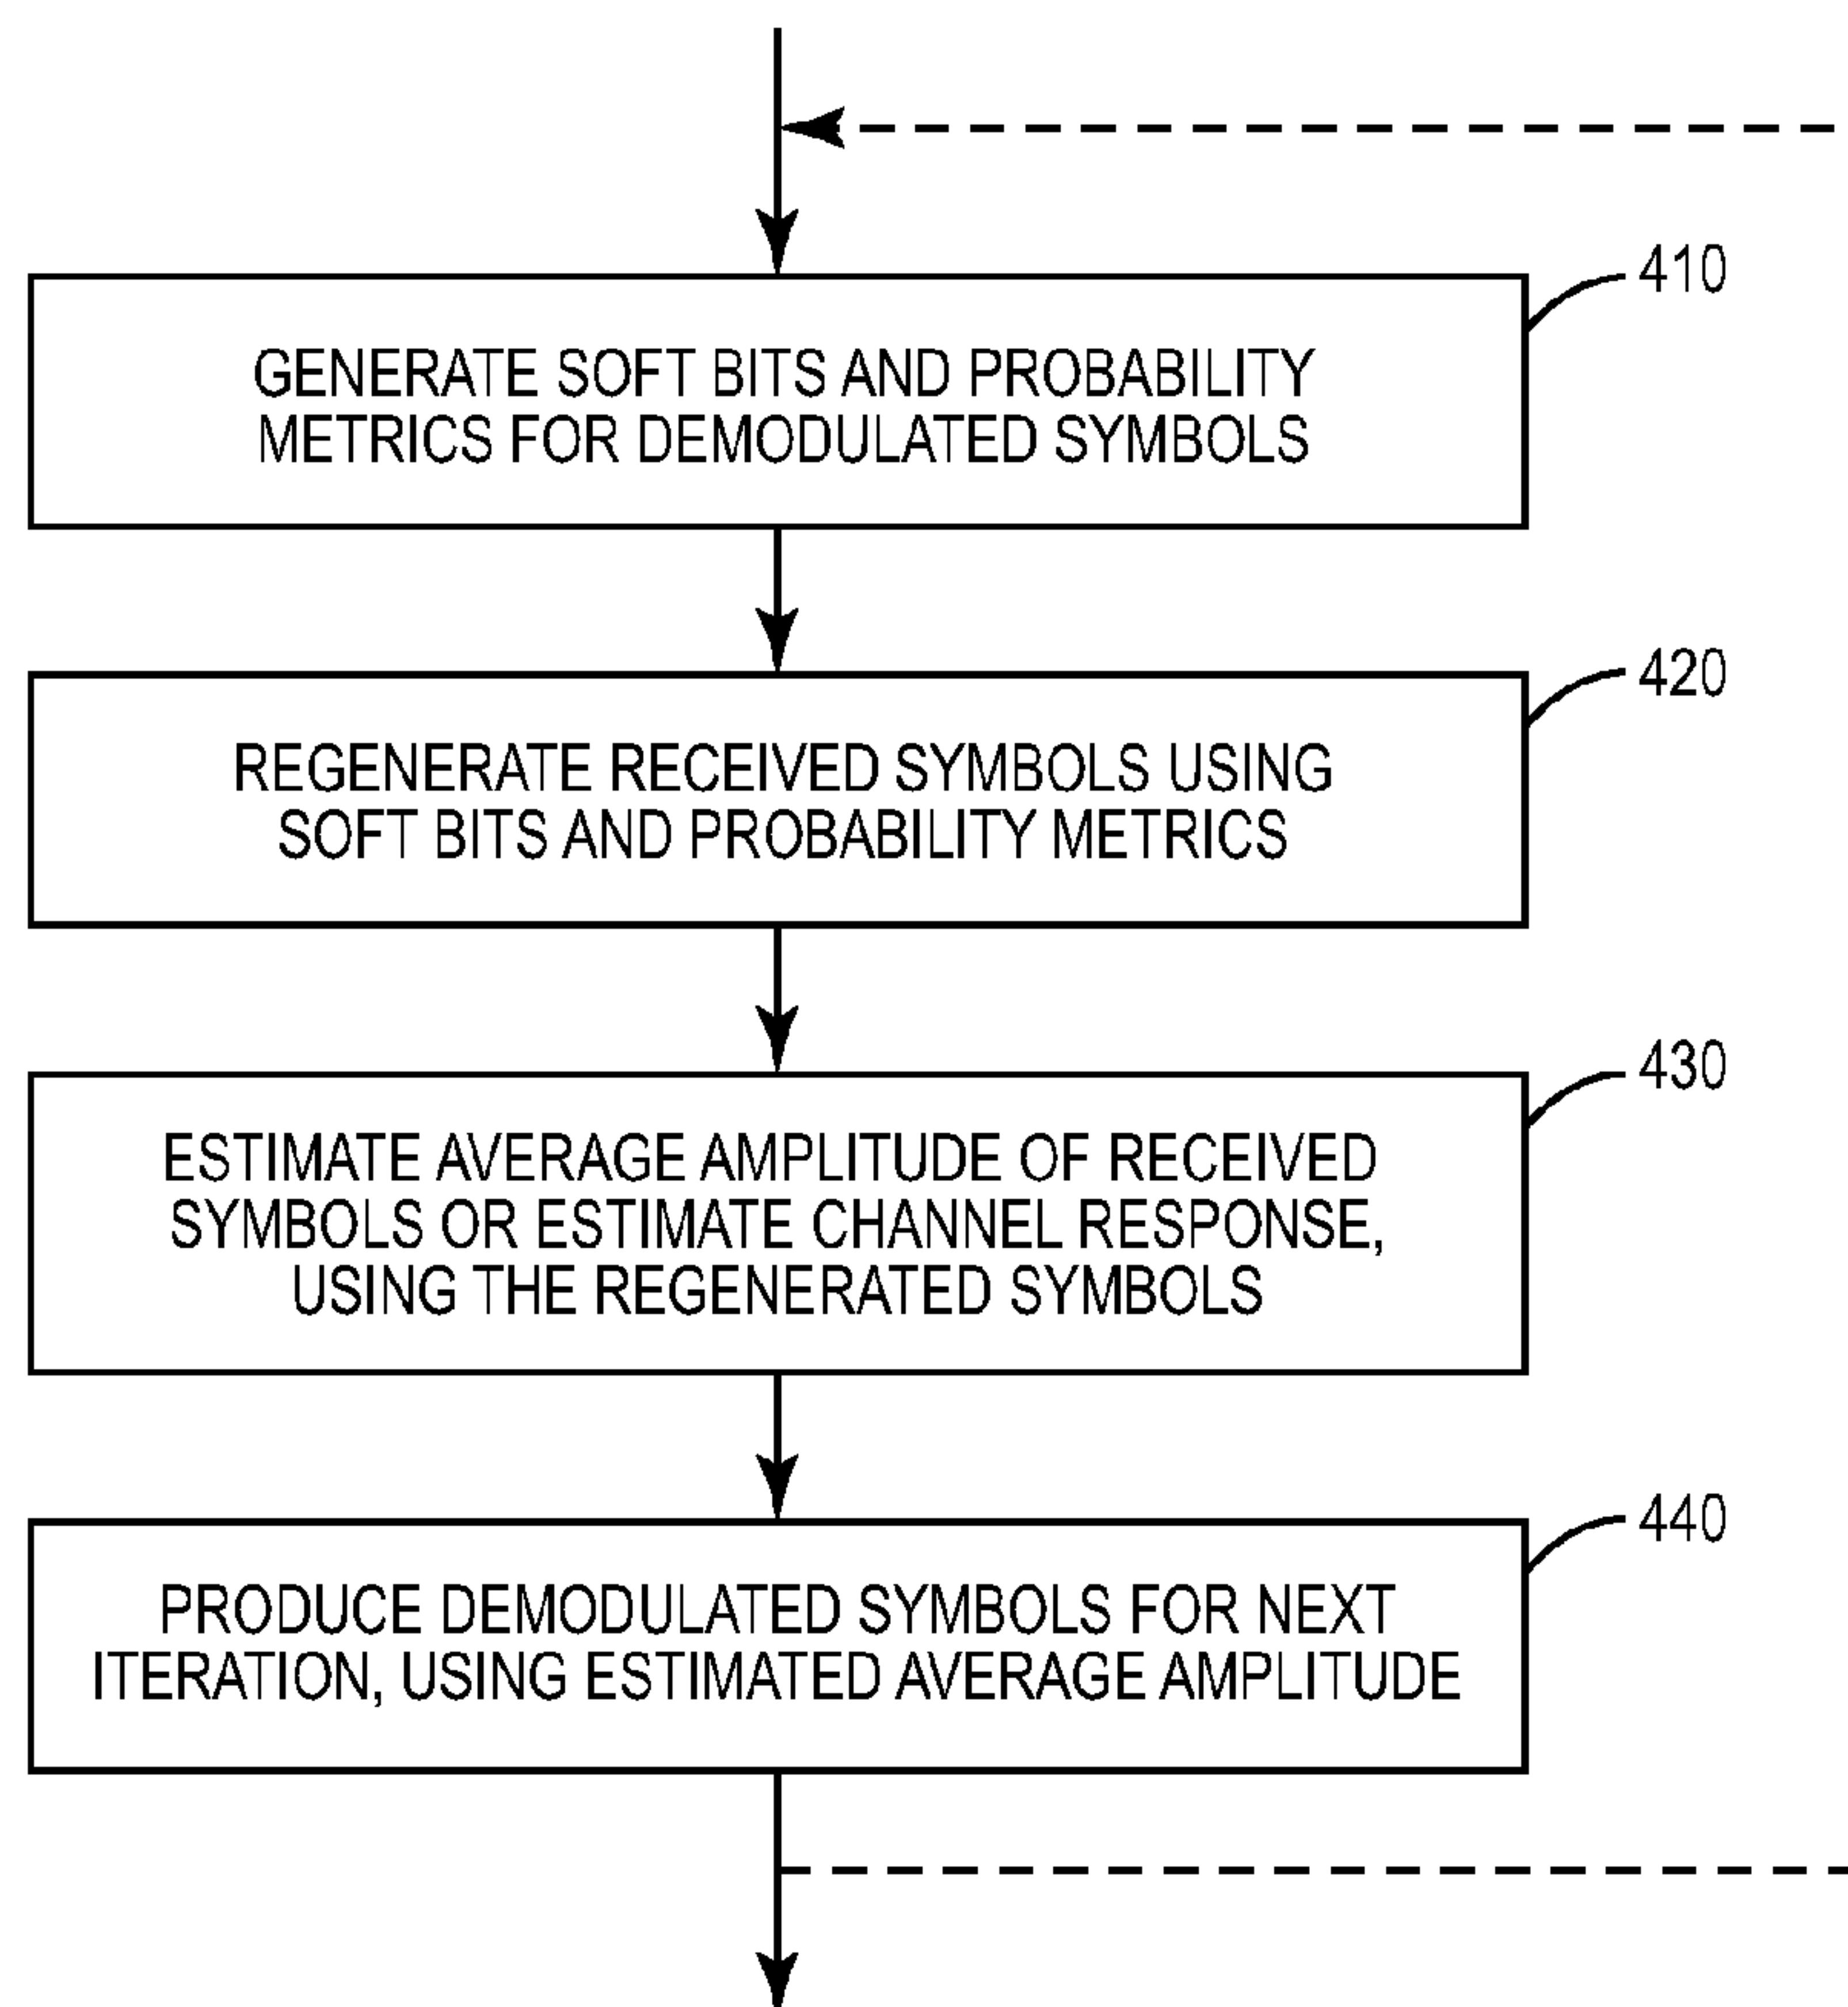 410
GENERATE SOFT BITS AND PROBABILITY
METRICS FOR DEMODULATED SYMBOLS
420
REGENERATE RECEIVED SYMBOLS USING
SOFT BITS AND PROBABILITY METRICS
430
ESTIMATE AVERAGE AMPLITUDE OF RECEIVED
SYMBOLS OR ESTIMATE CHANNEL RESPONSE,
USING THE REGENERATED SYMBOLS
440
PRODUCE DEMODULATED SYMBOLS FOR NEXT
ITERATION, USING ESTIMATED AVERAGE AMPLITUDE